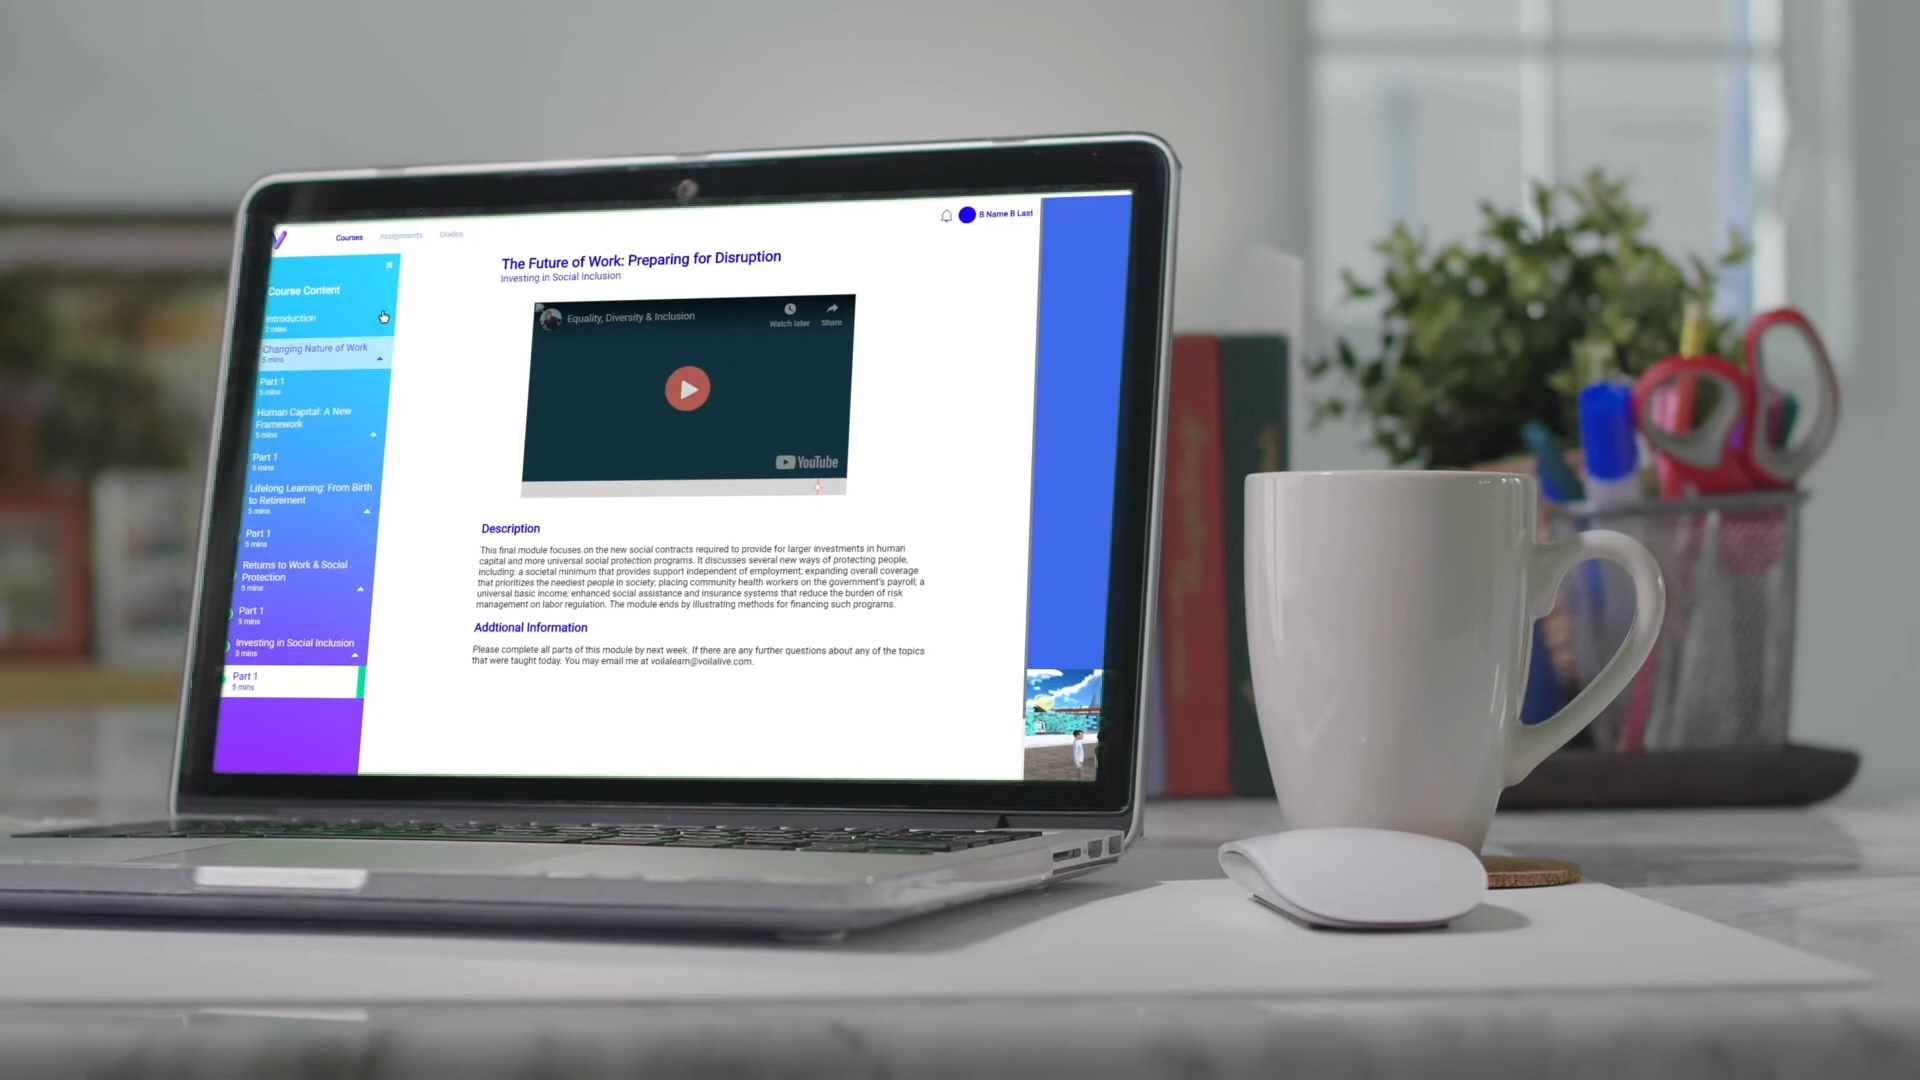 Courses Assignments Grades
B Name B Last
Course Content
Introduction
2 mins
Changing Nature of Work
5 mins
Part 1
5 mins
Human Capital: A New
Framework
5 mins
Part 1
5 mins
Lifelong Learning: From Birth
to Retirement
5 mins
Part 1
5 mins
Returns to Work & Social
Protection
5 mins
Part 1
5 mins
Investing in Social Inclusion
5 mins
Part 1
5 mins
The Future of Work: Preparing for Disruption
Investing in Social Inclusion
Equality, Diversity & Inclusion
Watch later Share
YouTube
Description
This final module focuses on the new social contracts required to provide for larger investments in human
capital and more universal social protection programs. It discusses several new ways of protecting people,
including: a societal minimum that provides support independent of employment; expanding overall coverage
that prioritizes the neediest people in society; placing community health workers on the government's payroll; a
universal basic income; enhanced social assistance and insurance systems that reduce the burden of risk
management on labor regulation. The module ends by illustrating methods for financing such programs.
Addtional Information
Please complete all parts of this module by next week. If there are any further questions about any of the topics
that were taught today. You may email me at voilalearn@voilalive.com.